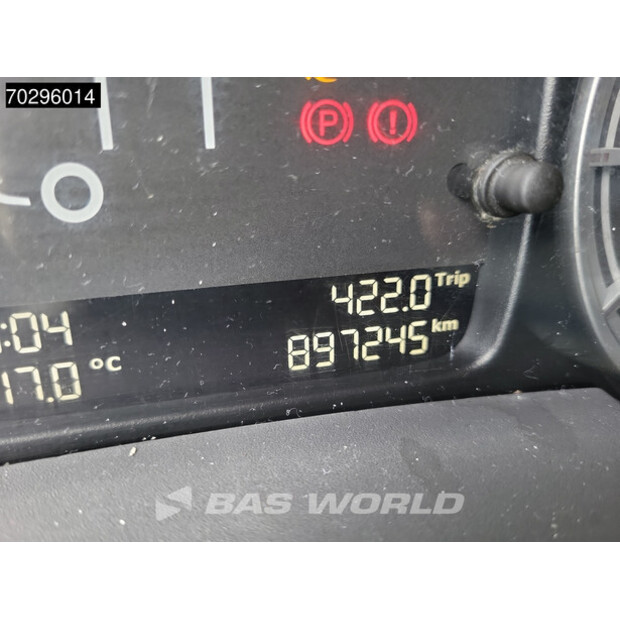 70296014
P !
422.0 Trip
:04
897245 km
17.0 °C
BAS WORLD